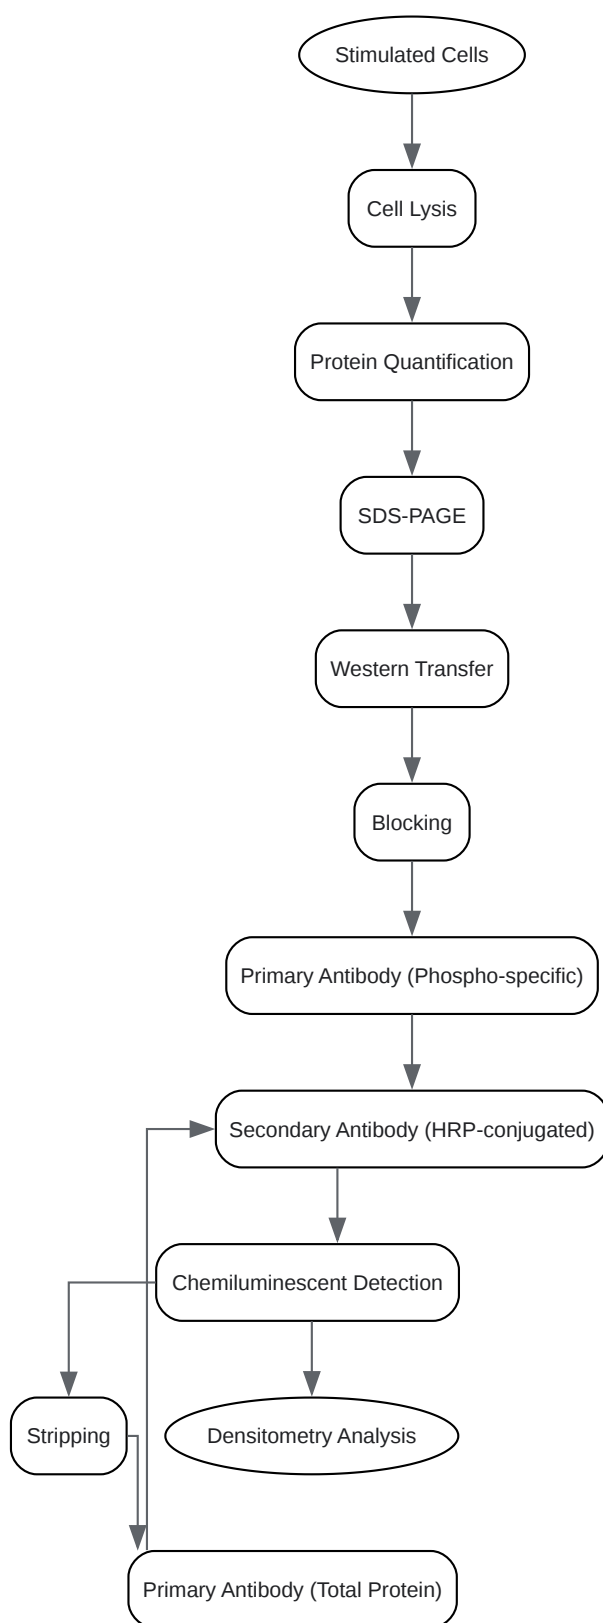 Stimulated Cells
Cell Lysis
Protein Quantification
SDS-PAGE
Western Transfer
Blocking
Primary Antibody (Phospho-specific)
Secondary Antibody (HRP-conjugated)
Chemiluminescent Detection
Stripping
Densitometry Analysis
Primary Antibody (Total Protein)